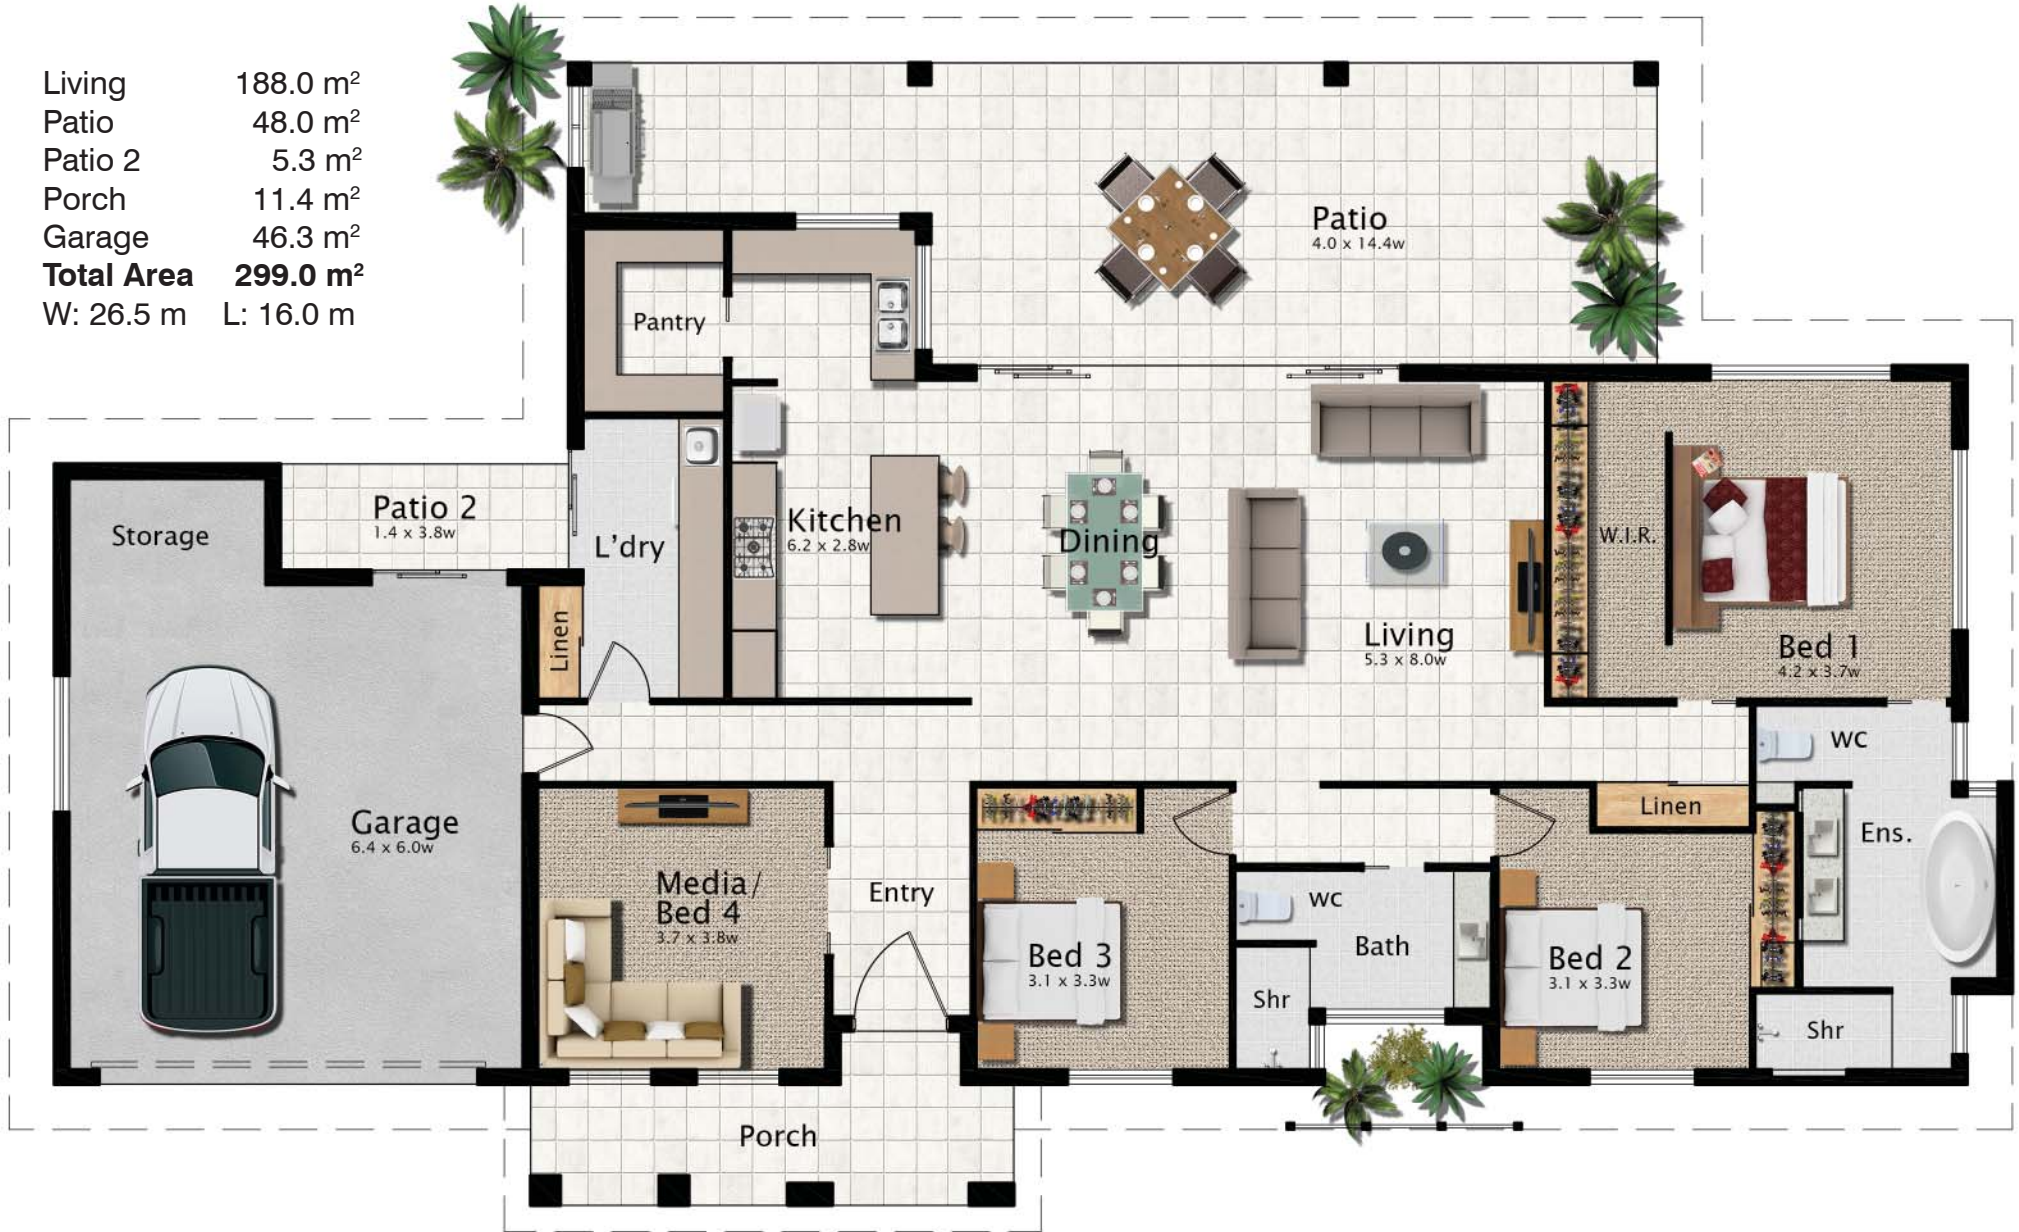 Living 188.0 m²
Patio 48.0 m²
Patio 2 5.3 m²
Porch 11.4 m²
Garage 46.3 m²
Total Area 299.0 m²
W: 26.5 m L: 16.0 m
Patio
4.0 x 14.4w
Pantry
Patio 2
1.4 x 3.8w
Storage
L'dry
Kitchen
6.2 x 2.8w
Dining
W.I.R.
Linen
Living
5.3 x 8.0w
Bed 1
4.2 x 3.7w
wc
Garage
6.4 x 6.0w
Linen
Ens.
Media/
Bed 4
3.7 x 3.8w
Entry
wc
Bath
Bed 3
3.1 x 3.3w
Bed 2
3.1 x 3.3w
Shr
Shr
Porch